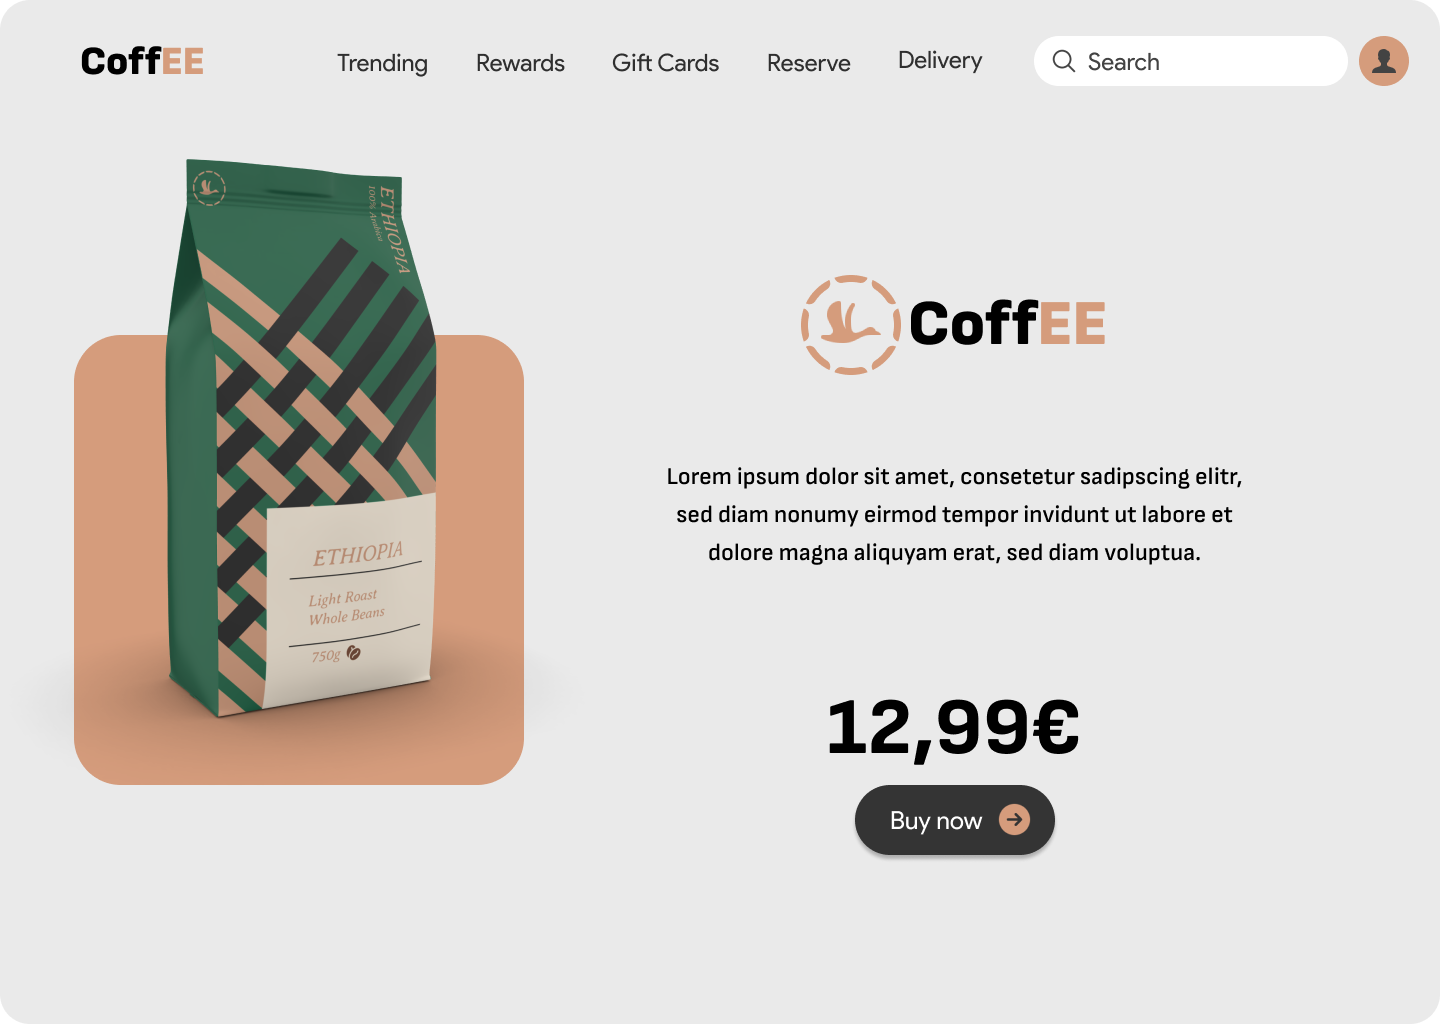 CoffEE
Trending
Rewards
Gift Cards
Reserve
Delivery
Search
ETHIOPIA
100% Arabica
ETHIOPIA
Light Roast
Whole Beans
750g
CoffEE
Lorem ipsum dolor sit amet, consetetur sadipscing elitr,
sed diam nonumy eirmod tempor invidunt ut labore et
dolore magna aliquyam erat, sed diam voluptua.
12,99€
Buy now